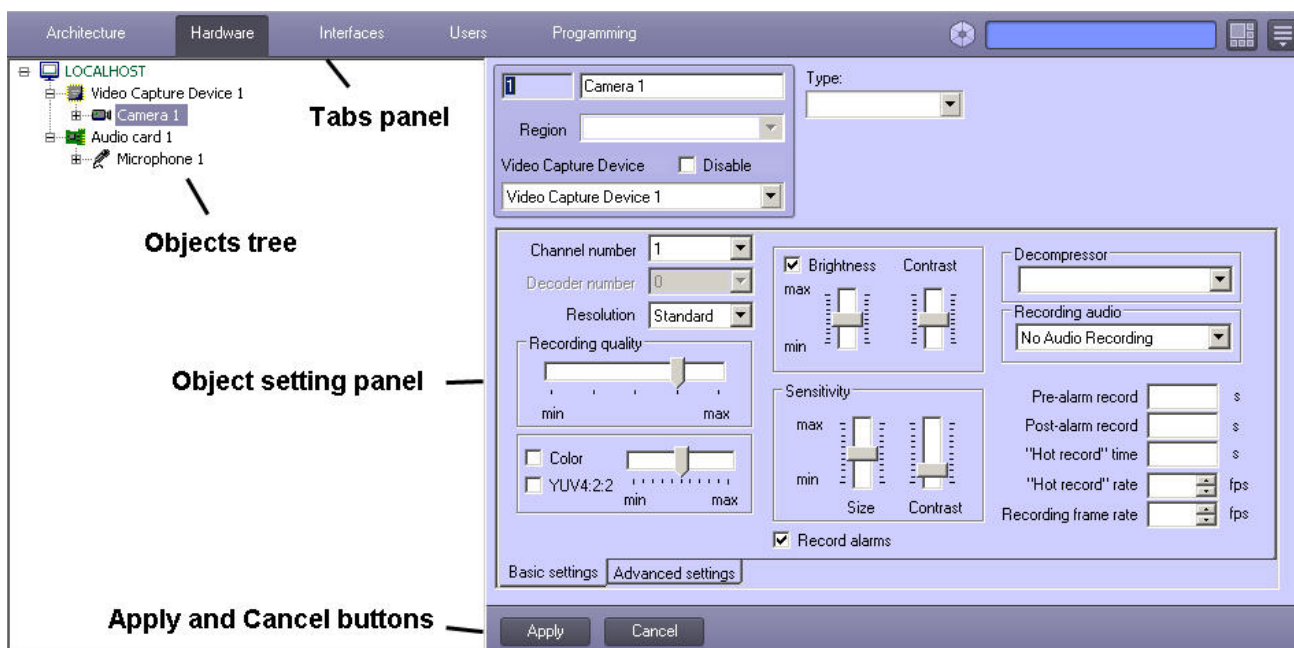 Architecture Hardware Interfaces Users Programming
LOCALHOST
Video Capture Device 1
Camera 1
Audio card 1
Microphone 1
Tabs panel
Objects tree
Object setting panel
Apply and Cancel buttons
1 Camera 1
Type:
Region
Video Capture Device Disable
Video Capture Device 1
Channel number 1
Decoder number 0
Resolution Standard
Recording quality
min max
Color
YUV4:2:2
min max
Brightness Contrast
max
min
Sensitivity
max
min
Size Contrast
Record alarms
Decompressor
Recording audio
No Audio Recording
Pre-alarm record s
Post-alarm record s
"Hot record" time s
"Hot record" rate fps
Recording frame rate fps
Basic settings Advanced settings
Apply Cancel